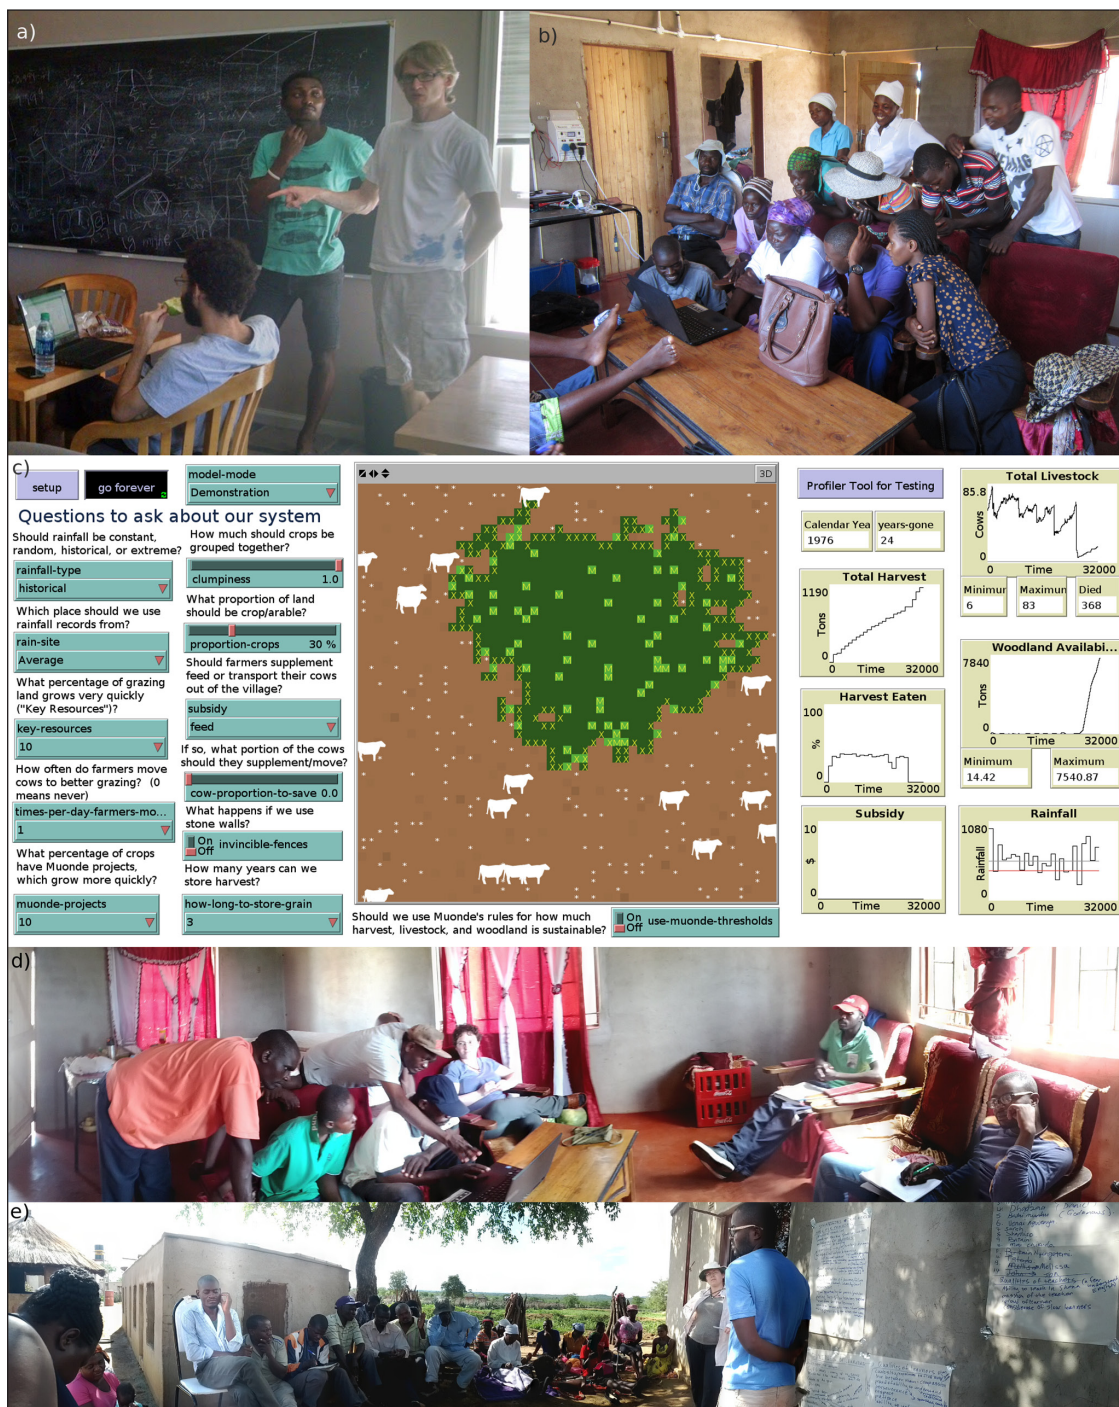 a)
b)
c)
setup
go forever
model-mode
Demonstration
Questions to ask about our system
Should rainfall be constant,
random, historical, or extreme?
rainfall-type
historical
Which place should we use
rainfall records from?
rain-site
Average
What percentage of grazing
land grows very quickly
("Key Resources")?
key-resources
10
How often do farmers move
cows to better grazing? (0
means never)
times-per-day-farmers-mo...
1
What percentage of crops
have Muonde projects,
which grow more quickly?
muonde-projects
10
How much should crops be
grouped together?
clumpiness 1.0
What proportion of land
should be crop/arable?
proportion-crops 30 %
Should farmers supplement
feed or transport their cows
out of the village?
subsidy
feed
If so, what portion of the cows
should they supplement/move?
cow-proportion-to-save 0.0
What happens if we use
stone walls?
On
Off
invincible-fences
How many years can we
store harvest?
how-long-to-store-grain
3
3D
Should we use Muonde's rules for how much
harvest, livestock, and woodland is sustainable?
On
Off
use-muonde-thresholds
Profiler Tool for Testing
Calendar Yea
1976
years-gone
24
Total Harvest
1190
Tons
0
0 Time 32000
Harvest Eaten
100
%
0
0 Time 32000
Subsidy
10
$
0
0 Time 32000
Total Livestock
85.8
Cows
0
0 Time 32000
Minimur
6
Maximun
83
Died
368
Woodland Availabi...
7840
Tons
0
0 Time 32000
Minimum
14.42
Maximum
7540.87
Rainfall
1080
Rainfall
0
0 Time 32000
d)
e)